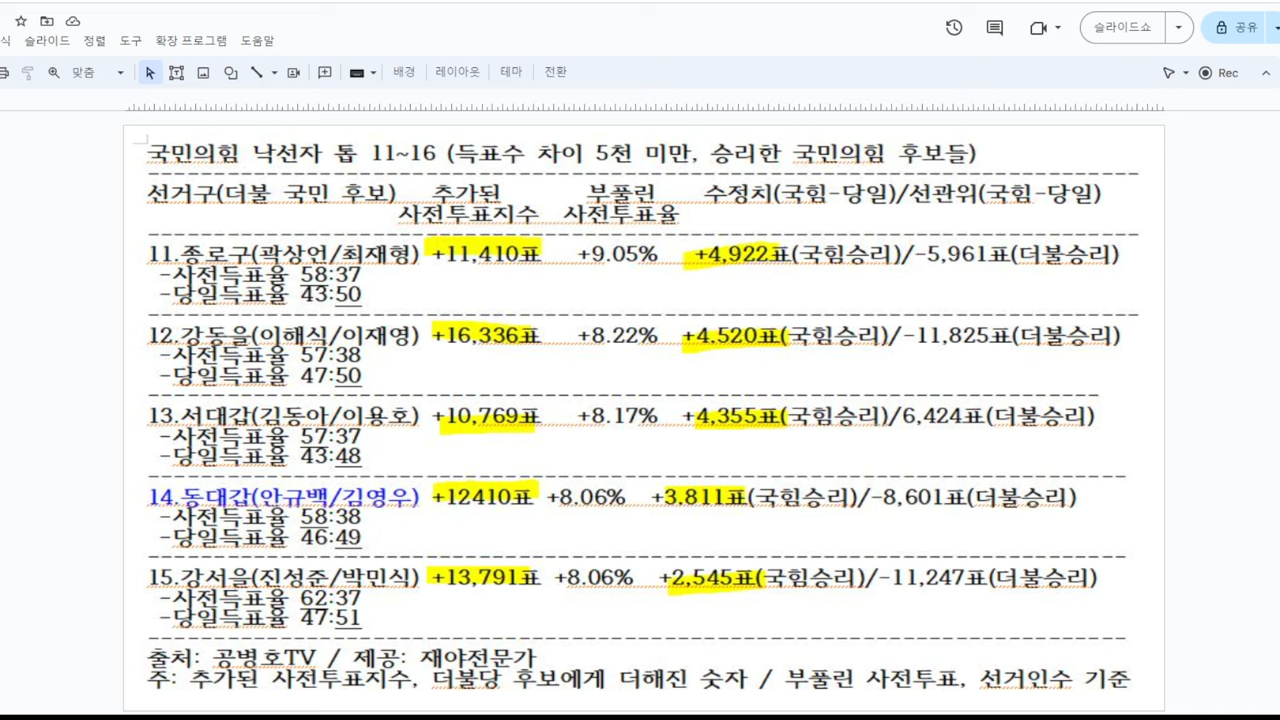 식 슬라이드 정렬 도구 확장 프로그램 도움말
슬라이드쇼
공유
맞춤
배경 레이아웃 테마 전환
Rec
국민의힘 낙선자 톱 11~16 (득표수 차이 5천 미만, 승리한 국민의힘 후보들)
선거구(더불 국민 후보) 추가된 부풀린 수정치(국힘-당일)/선관위(국힘-당일)
사전투표지수 사전투표율
11.종로구(곽상언/최재형) +11,410표 +9.05% +4,922표(국힘승리)/-5,961표(더불승리)
-사전득표율 58:37
-당일득표율 43:50
12.강동을(이해식/이재영) +16,336표 +8.22% +4.520표(국힘승리)/-11,825표(더불승리)
-사전득표율 57:38
-당일득표율 47:50
13.서대갑(김동아/이용호) +10,769표 +8.17% +4,355표(국힘승리)/6,424표(더불승리)
-사전득표율 57:37
-당일득표율 43:48
14.동대갑(안규백/김영우) +12410표 +8.06% +3,811표(국힘승리)/-8,601표(더불승리)
-사전득표율 58:38
-당일득표율 46:49
15.강서을(진성준/박민식) +13,791표 +8.06% +2,545표(국힘승리)/-11,247표(더불승리)
-사전득표율 62:37
-당일득표율 47:51
출처: 공병호TV / 제공: 재야전문가
주: 추가된 사전투표지수, 더불당 후보에게 더해진 숫자 / 부풀린 사전투표, 선거인수 기준